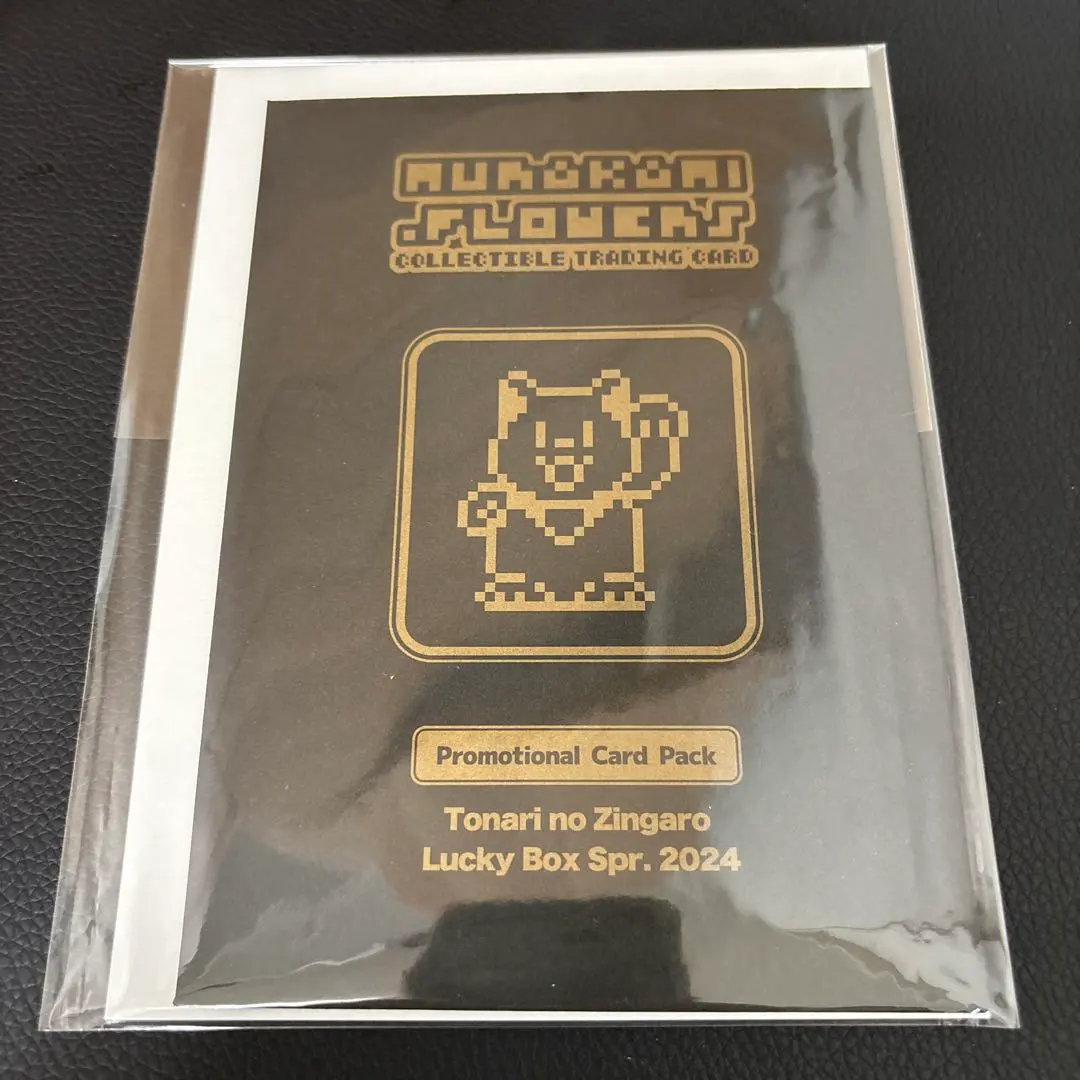 MURAKAMI
.FLOWERS
COLLECTIBLE TRADING CARD
Promotional Card Pack
Tonari no Zingaro
Lucky Box Spr. 2024